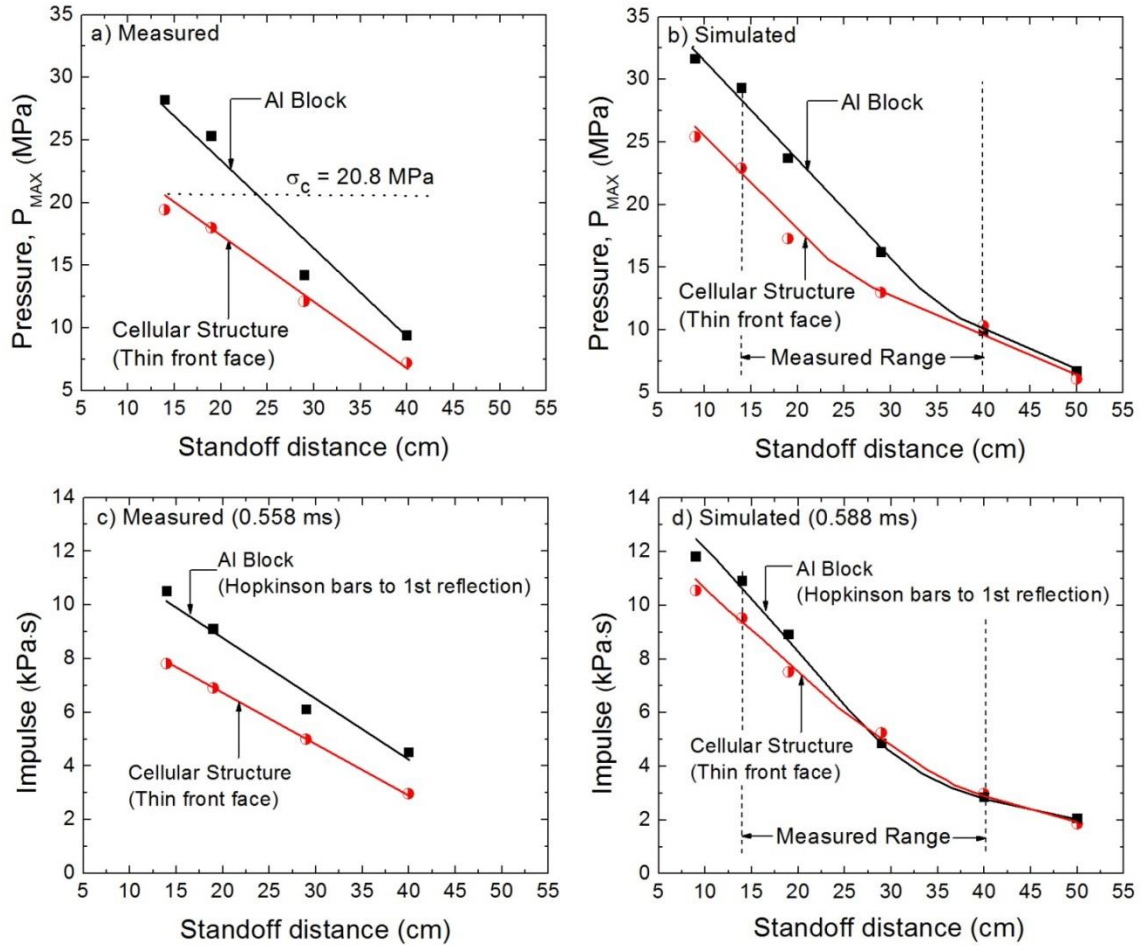 a) Measured
35
30
25
20
15
10
5
Pressure, P_MAX (MPa)
Al Block
σ_c = 20.8 MPa
Cellular Structure
(Thin front face)
5 10 15 20 25 30 35 40 45 50 55
Standoff distance (cm)
b) Simulated
35
30
25
20
15
10
5
Pressure, P_MAX (MPa)
Al Block
Cellular Structure
(Thin front face)
Measured Range
5 10 15 20 25 30 35 40 45 50 55
Standoff distance (cm)
c) Measured (0.558 ms)
14
12
10
8
6
4
2
0
Impulse (kPa·s)
Al Block
(Hopkinson bars to 1st reflection)
Cellular Structure
(Thin front face)
5 10 15 20 25 30 35 40 45 50 55
Standoff distance (cm)
d) Simulated (0.588 ms)
14
12
10
8
6
4
2
0
Impulse (kPa·s)
Al Block
(Hopkinson bars to 1st reflection)
Cellular Structure
(Thin front face)
Measured Range
5 10 15 20 25 30 35 40 45 50 55
Standoff distance (cm)